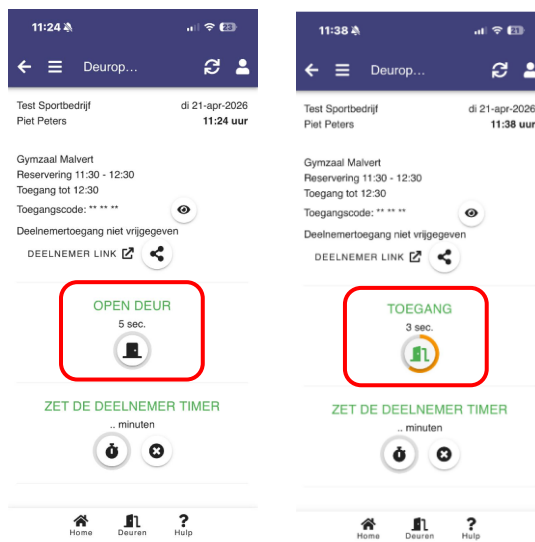 11:24
23
Deurop...
Test Sportbedrijf
di 21-apr-2026
Piet Peters
11:24 uur
Gymzaal Malvert
Reservering 11:30 - 12:30
Toegang tot 12:30
Toegangscode: ** ** **
Deelnemertoegang niet vrijgegeven
DEELNEMER LINK
OPEN DEUR
5 sec.
ZET DE DEELNEMER TIMER
.. minuten
Home
Deuren
Hulp
11:38
21
Deurop...
Test Sportbedrijf
di 21-apr-2026
Piet Peters
11:38 uur
Gymzaal Malvert
Reservering 11:30 - 12:30
Toegang tot 12:30
Toegangscode: ** ** **
Deelnemertoegang niet vrijgegeven
DEELNEMER LINK
TOEGANG
3 sec.
ZET DE DEELNEMER TIMER
.. minuten
Home
Deuren
Hulp